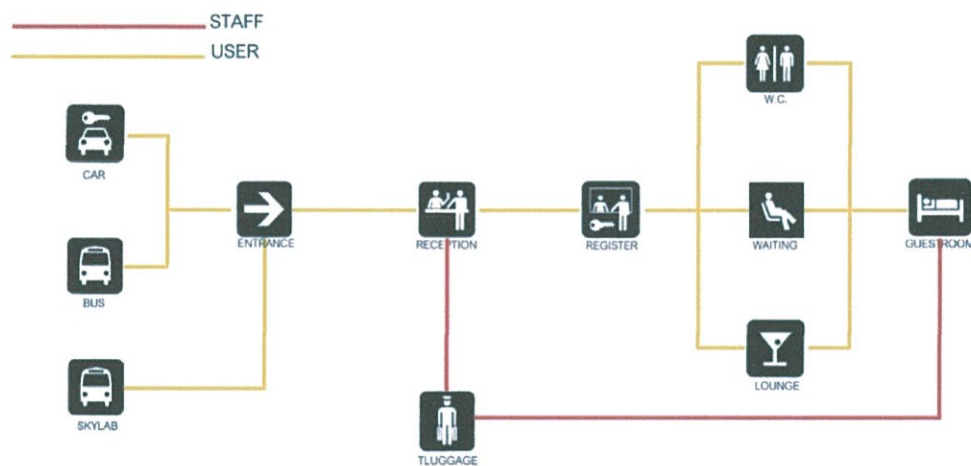 STAFF
USER
W.C.
CAR
ENTRANCE
RECEPTION
REGISTER
WAITING
GUESTROOM
BUS
LOUNGE
SKYLAB
TLUGGAGE